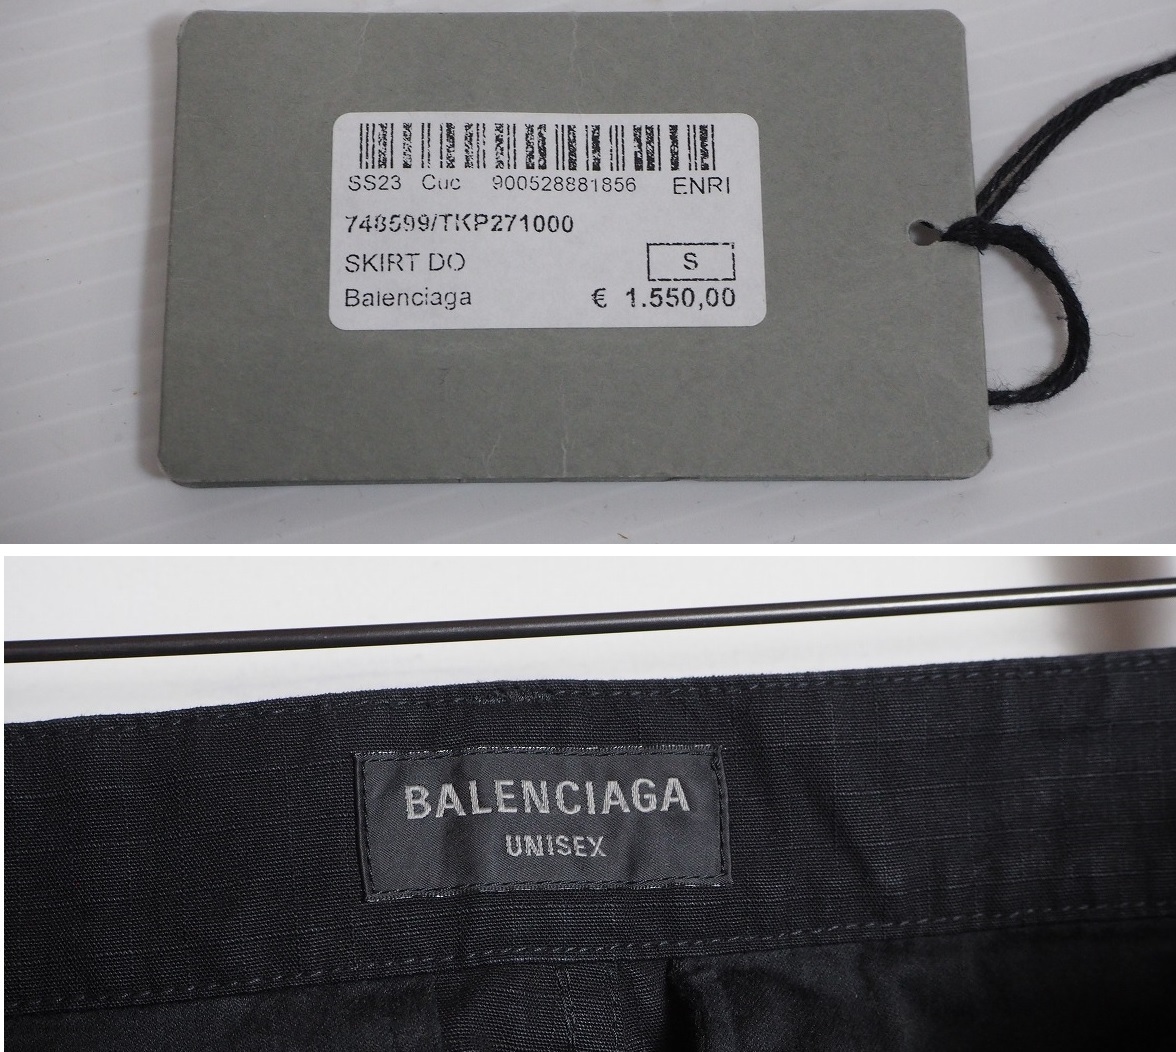 SS23 Cuc 900528881856 ENRI
748599/TKP271000
SKIRT DO S
Balenciaga € 1.550,00
BALENCIAGA
UNISEX